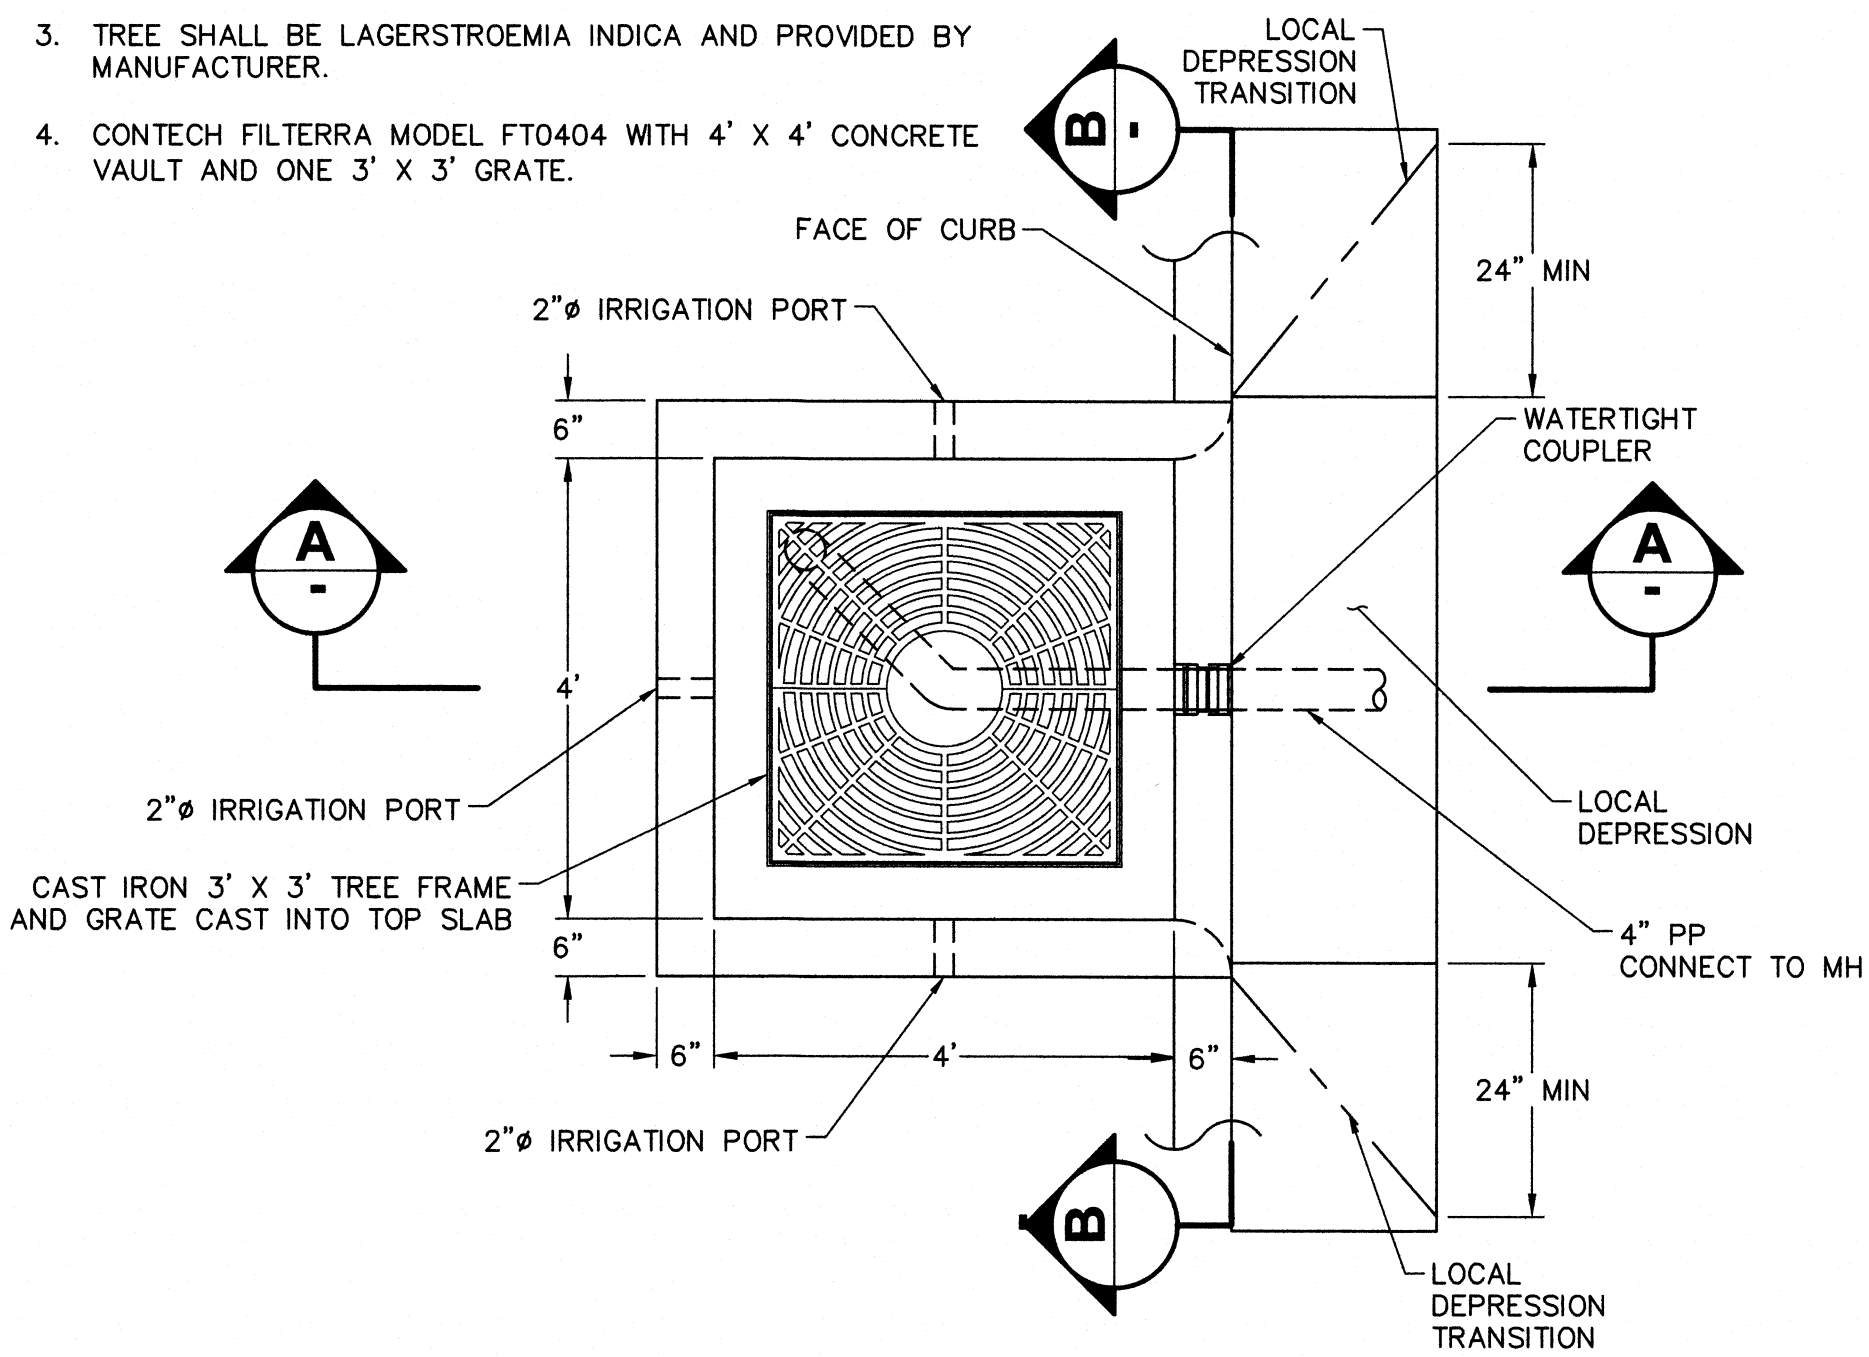 3. TREE SHALL BE LAGERSTROEMIA INDICA AND PROVIDED BY
MANUFACTURER.
4. CONTECH FILTERRA MODEL FT0404 WITH 4' X 4' CONCRETE
VAULT AND ONE 3' X 3' GRATE.
LOCAL
DEPRESSION
TRANSITION
B
-
FACE OF CURB
24" MIN
2"ø IRRIGATION PORT
6"
WATERTIGHT
COUPLER
A
-
A
-
4'
2"ø IRRIGATION PORT
LOCAL
DEPRESSION
CAST IRON 3' X 3' TREE FRAME
AND GRATE CAST INTO TOP SLAB
6"
4" PP
CONNECT TO MH
6"
4'
6"
24" MIN
2"ø IRRIGATION PORT
B
-
LOCAL
DEPRESSION
TRANSITION